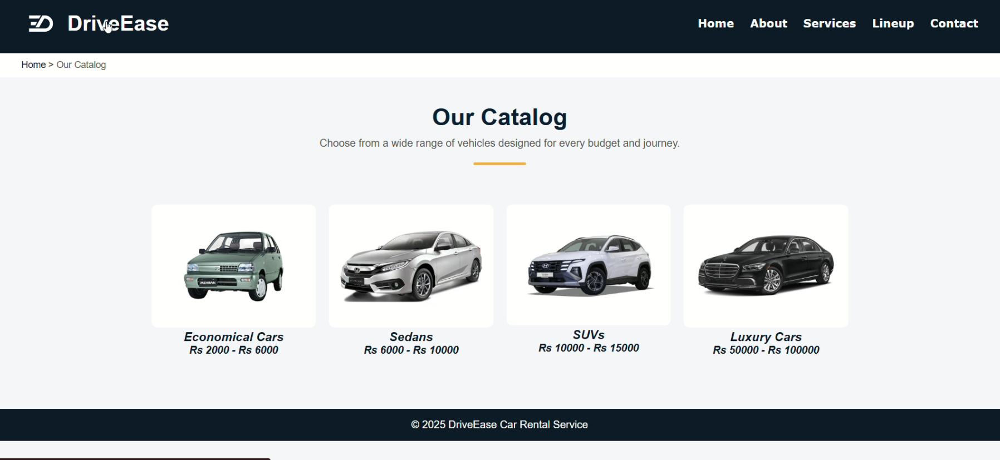 DriveEase
Home About Services Lineup Contact
Home > Our Catalog
Our Catalog
Choose from a wide range of vehicles designed for every budget and journey.
MEHRAN
Economical Cars
Rs 2000 - Rs 6000
Sedans
Rs 6000 - Rs 10000
SUVs
Rs 10000 - Rs 15000
Luxury Cars
Rs 50000 - Rs 100000
© 2025 DriveEase Car Rental Service